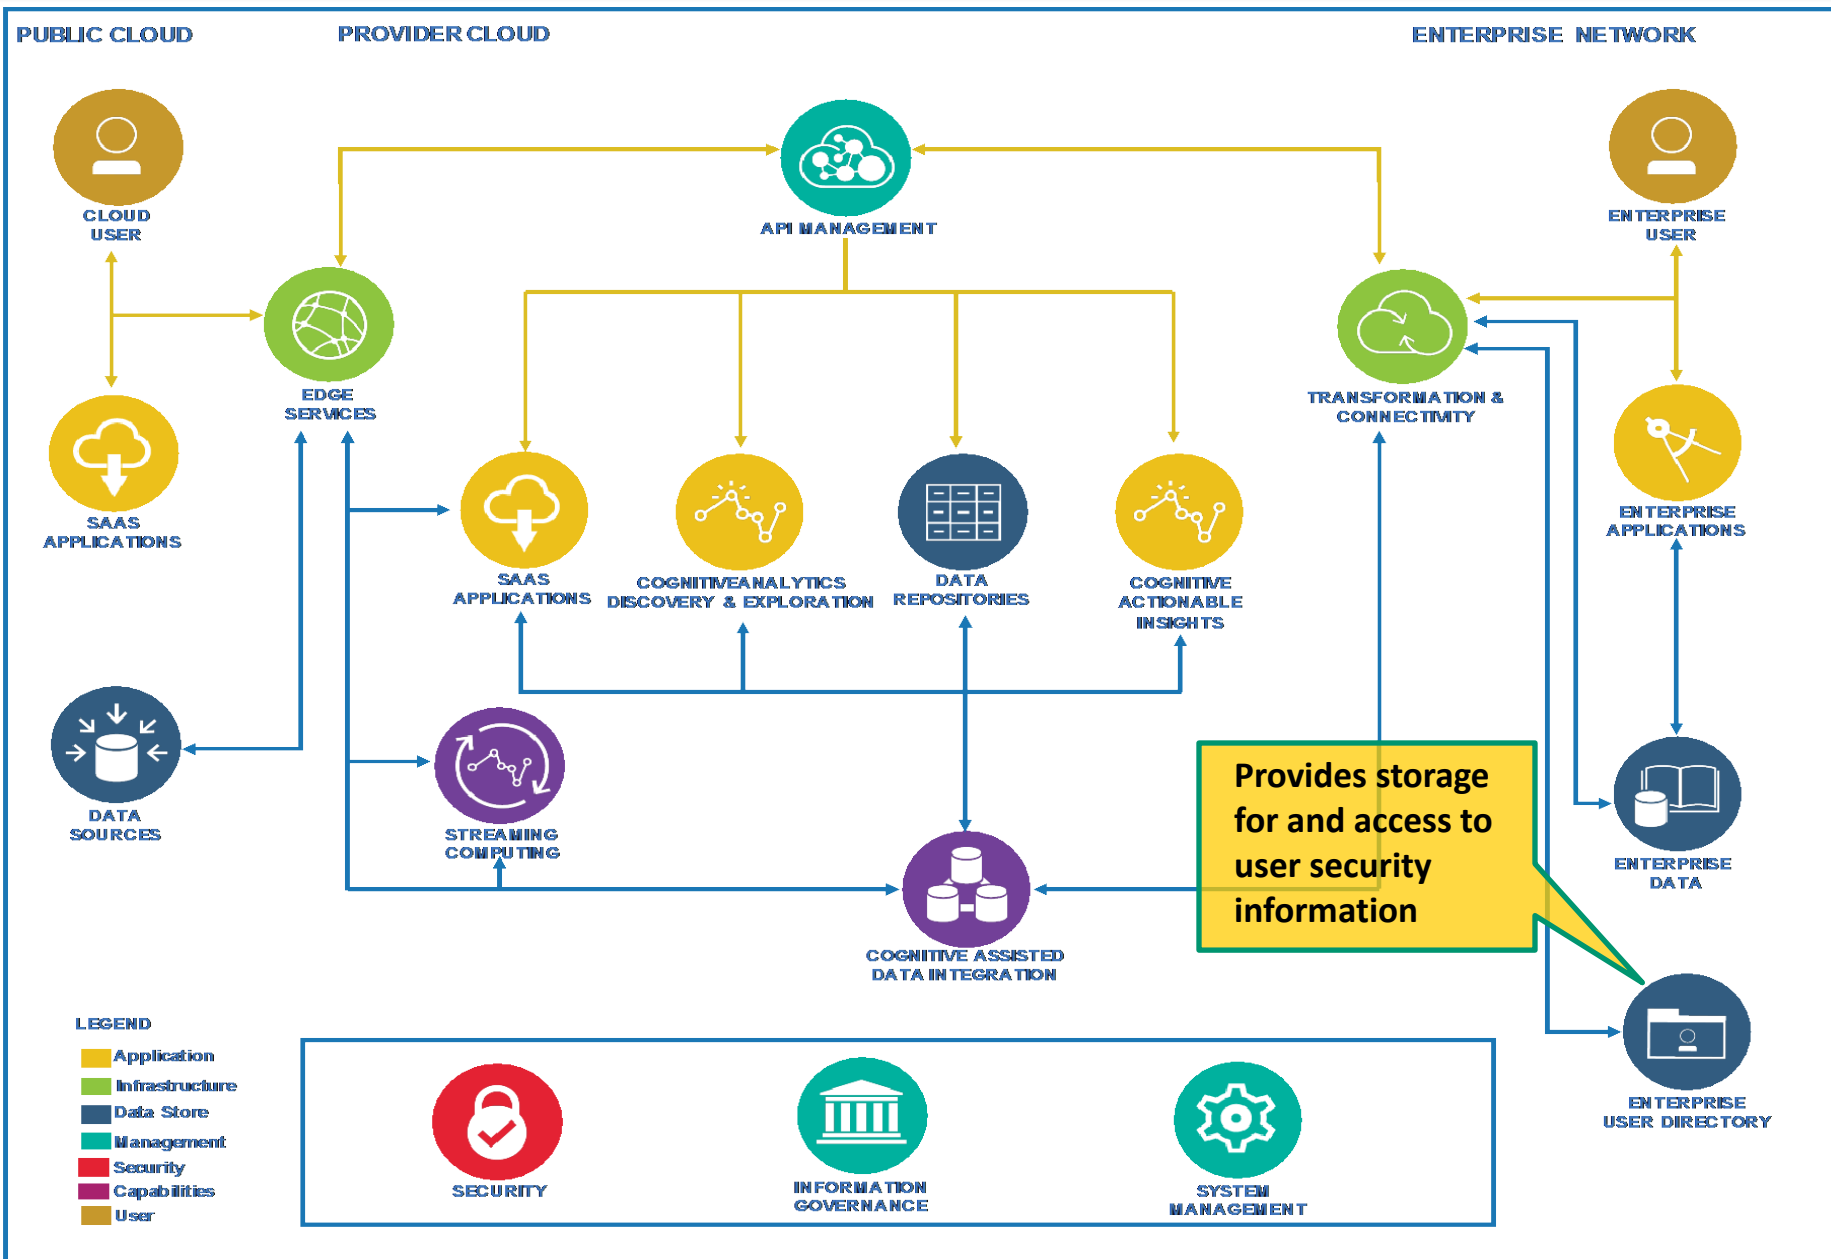 PUBLIC CLOUD
PROVIDER CLOUD
ENTERPRISE NETWORK
CLOUD
USER
API MANAGEMENT
ENTERPRISE
USER
EDGE
SERVICES
TRANSFORMATION &
CONNECTIVITY
SAAS
APPLICATIONS
SAAS
APPLICATIONS
COGNITIVE ANALYTICS
DISCOVERY & EXPLORATION
DATA
REPOSITORIES
COGNITIVE
ACTIONABLE
INSIGHTS
ENTERPRISE
APPLICATIONS
DATA
SOURCES
STREAMING
COMPUTING
Provides storage
for and access to
user security
information
ENTERPRISE
DATA
COGNITIVE ASSISTED
DATA INTEGRATION
ENTERPRISE
USER DIRECTORY
LEGEND
Application
Infrastructure
Data Store
Management
Security
Capabilities
User
SECURITY
INFORMATION
GOVERNANCE
SYSTEM
MANAGEMENT